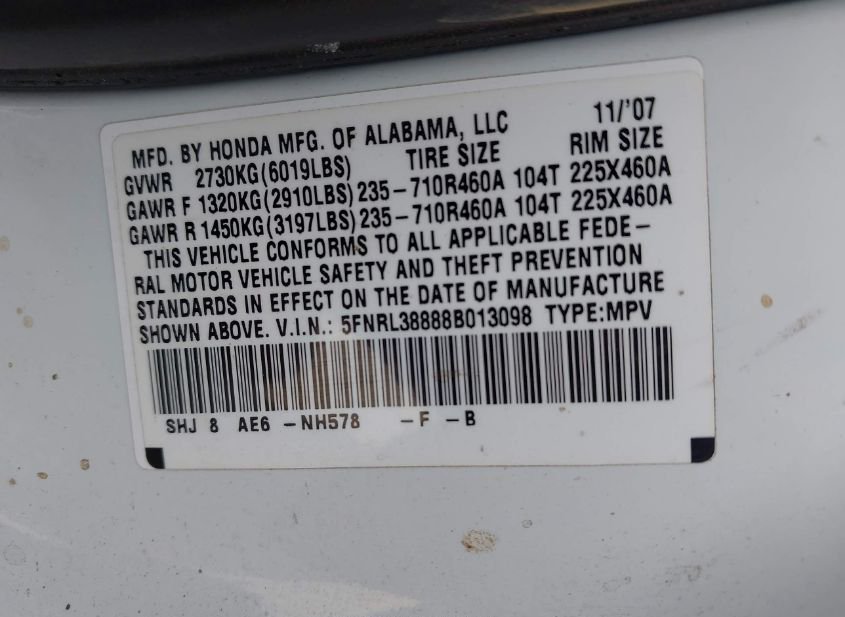 11/'07
MFD. BY HONDA MFG. OF ALABAMA, LLC
GVWR 2730KG(6019LBS) TIRE SIZE RIM SIZE
GAWR F 1320KG(2910LBS) 235-710R460A 104T 225X460A
GAWR R 1450KG(3197LBS) 235-710R460A 104T 225X460A
THIS VEHICLE CONFORMS TO ALL APPLICABLE FEDE-
RAL MOTOR VEHICLE SAFETY AND THEFT PREVENTION
STANDARDS IN EFFECT ON THE DATE OF MANUFACTURE
SHOWN ABOVE. V.I.N.: 5FNRL38888B013098 TYPE:MPV
SHJ 8 AE6 -NH578 -F -B